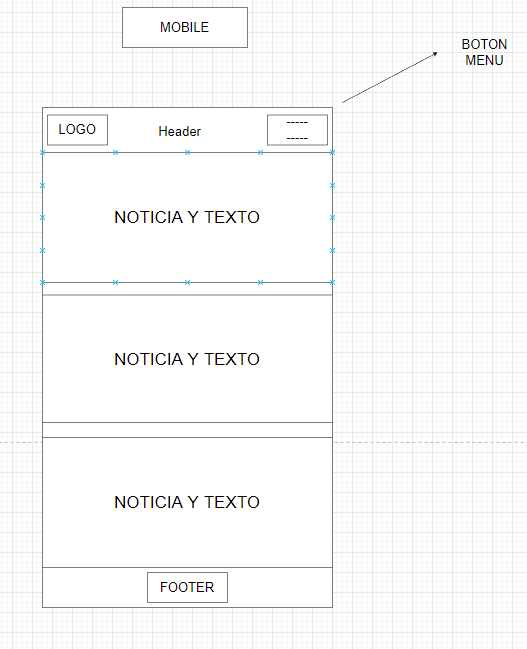 MOBILE
BOTON
MENU
LOGO
Header
-----
-----
NOTICIA Y TEXTO
NOTICIA Y TEXTO
NOTICIA Y TEXTO
FOOTER